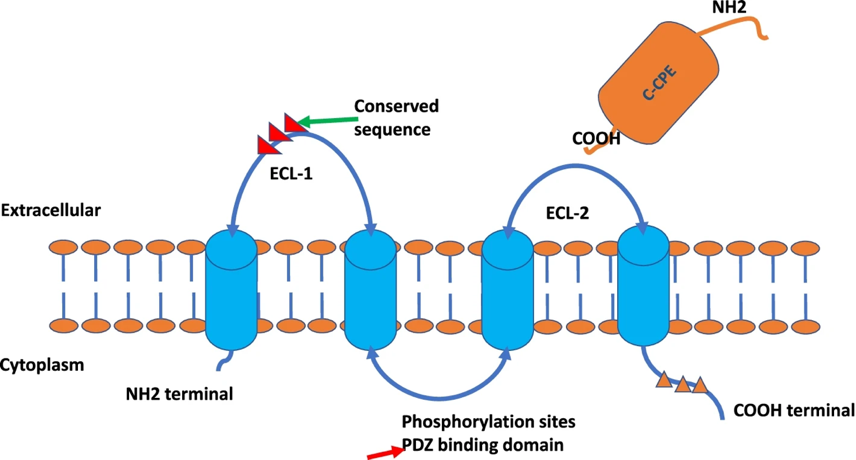 NH2
C-CPE
COOH
Conserved
sequence
ECL-1
ECL-2
Extracellular
Cytoplasm
NH2 terminal
COOH terminal
Phosphorylation sites
PDZ binding domain